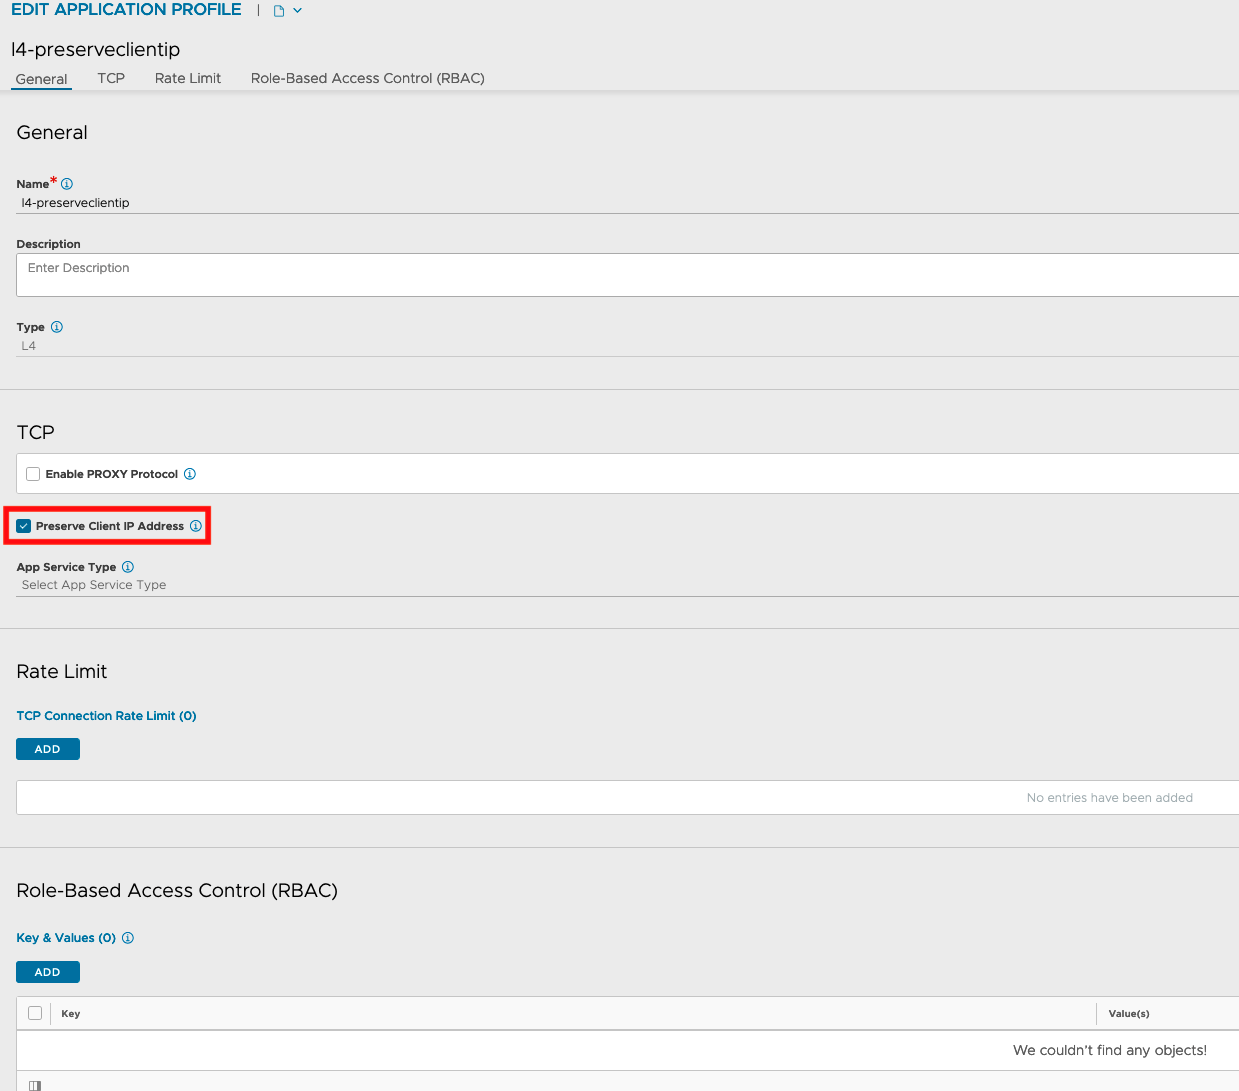 EDIT APPLICATION PROFILE |
l4-preserveclientip
General TCP Rate Limit Role-Based Access Control (RBAC)
General
Name*
l4-preserveclientip
Description
Enter Description
Type
L4
TCP
Enable PROXY Protocol
Preserve Client IP Address
App Service Type
Select App Service Type
Rate Limit
TCP Connection Rate Limit (0)
ADD
No entries have been added
Role-Based Access Control (RBAC)
Key & Values (0)
ADD
Key Value(s)
We couldn't find any objects!